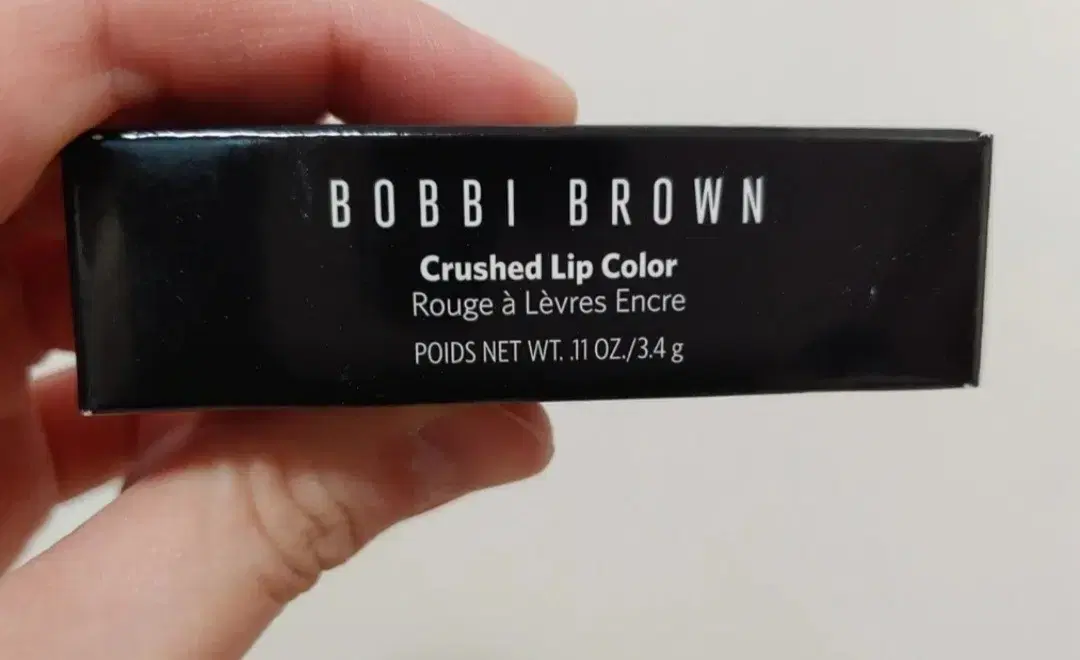 BOBBI BROWN
Crushed Lip Color
Rouge à Lèvres Encre
POIDS NET WT. .11 OZ./3.4 g